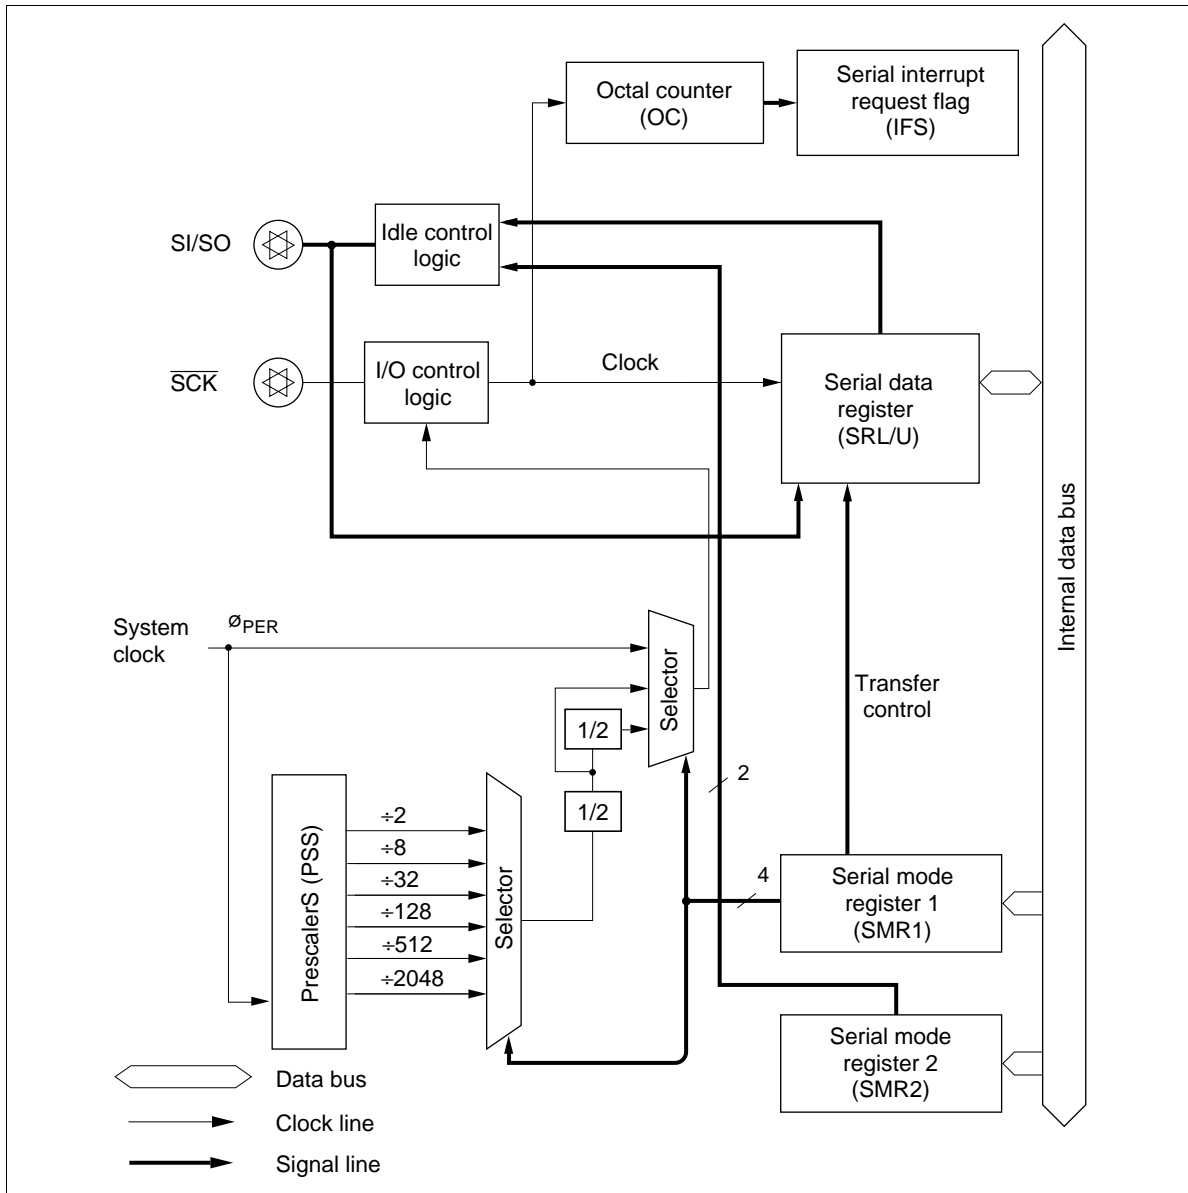 Octal counter
(OC)
Serial interrupt
request flag
(IFS)
SI/SO
Idle control
logic
SCK
I/O control
logic
Clock
Serial data
register
(SRL/U)
Internal data bus
System
clock
øPER
Selector
1/2
1/2
Transfer
control
2
PrescalerS (PSS)
÷2
÷8
÷32
÷128
÷512
÷2048
Selector
4
Serial mode
register 1
(SMR1)
Serial mode
register 2
(SMR2)
Data bus
Clock line
Signal line